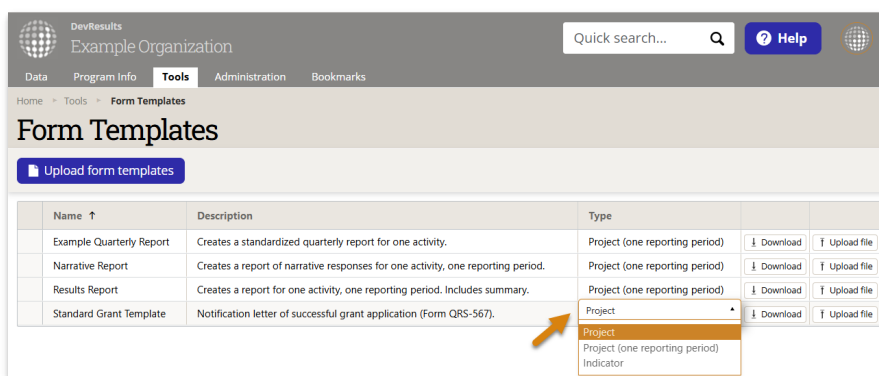 DevResults
Example Organization
Quick search...
Help
Data Program Info Tools Administration Bookmarks
Home ▸ Tools ▸ Form Templates
Form Templates
Upload form templates
Name ↑ Description Type
Example Quarterly Report Creates a standardized quarterly report for one activity. Project (one reporting period) Download Upload file
Narrative Report Creates a report of narrative responses for one activity, one reporting period. Project (one reporting period) Download Upload file
Results Report Creates a report for one activity, one reporting period. Includes summary. Project (one reporting period) Download Upload file
Standard Grant Template Notification letter of successful grant application (Form QRS-567). Project Download Upload file
Project
Project (one reporting period)
Indicator